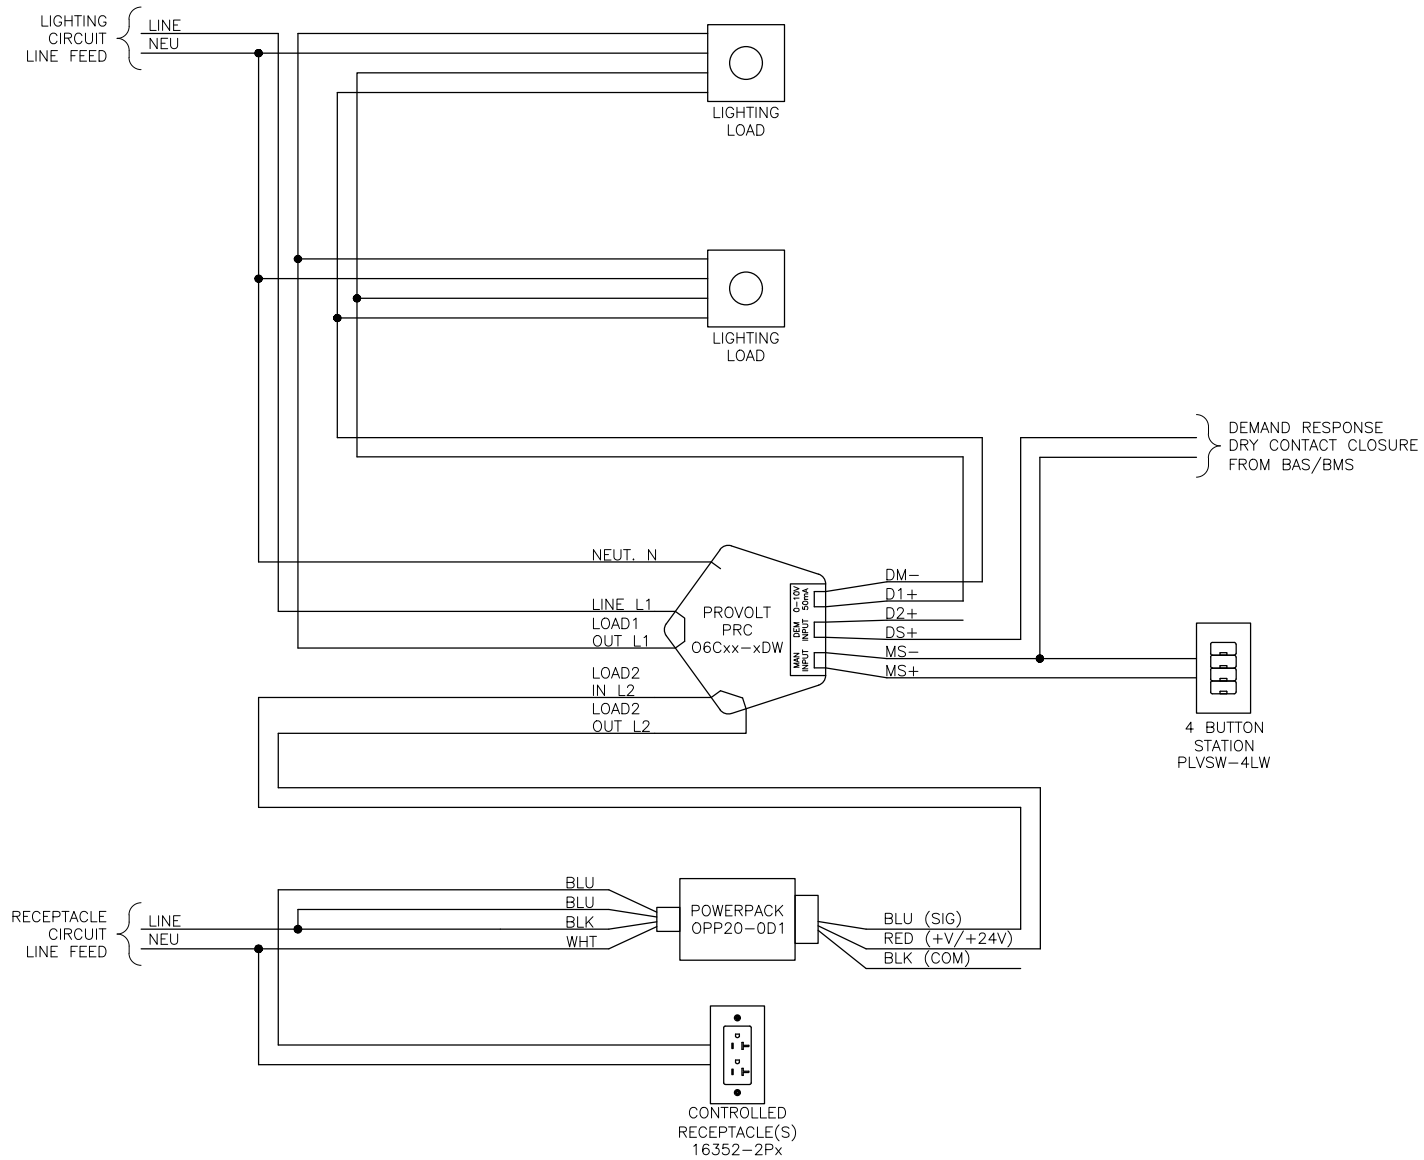 LIGHTING
CIRCUIT
LINE FEED
LINE
NEU
LIGHTING
LOAD
LIGHTING
LOAD
DEMAND RESPONSE
DRY CONTACT CLOSURE
FROM BAS/BMS
NEUT. N
LINE L1
LOAD1
OUT L1
LOAD2
IN L2
LOAD2
OUT L2
PROVOLT
PRC
O6Cxx-xDW
0-10V
50mA
DEM
INPUT
MAN
INPUT
DM-
D1+
D2+
DS+
MS-
MS+
4 BUTTON
STATION
PLVSW-4LW
RECEPTACLE
CIRCUIT
LINE FEED
LINE
NEU
BLU
BLU
BLK
WHT
POWERPACK
OPP20-0D1
BLU (SIG)
RED (+V/+24V)
BLK (COM)
CONTROLLED
RECEPTACLE(S)
16352-2Px